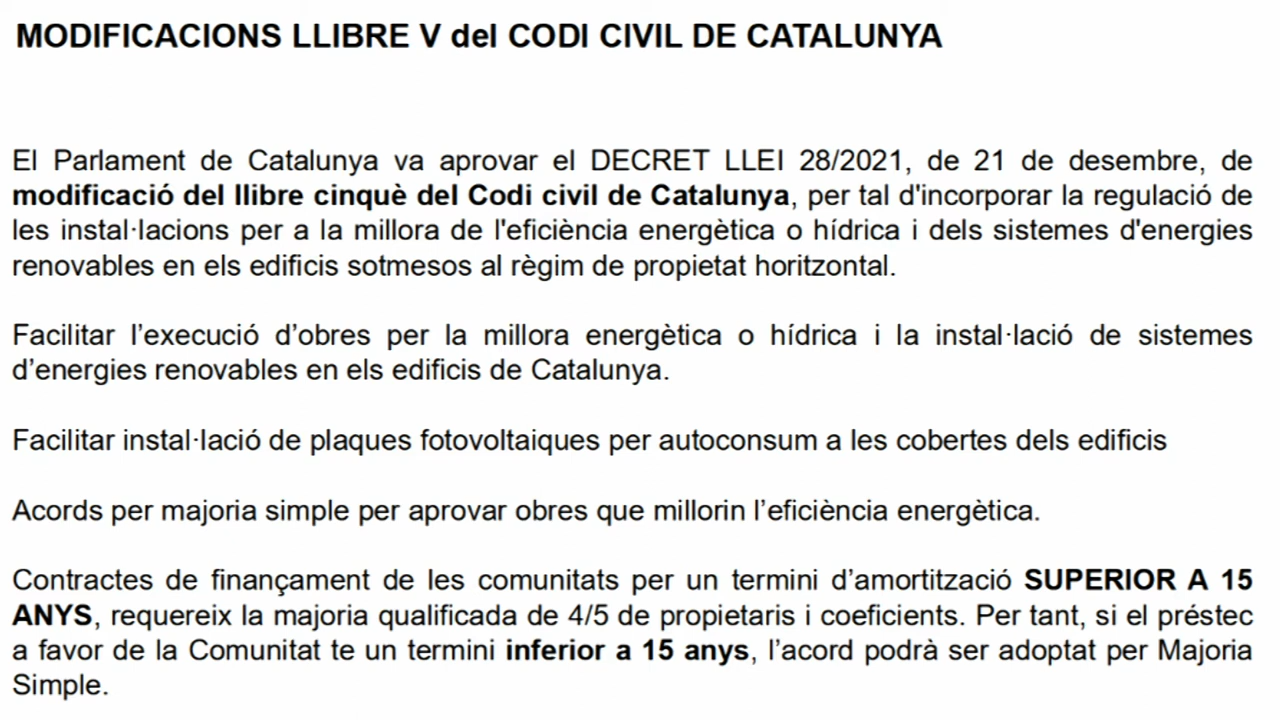 MODIFICACIONS LLIBRE V del CODI CIVIL DE CATALUNYA
El Parlament de Catalunya va aprovar el DECRET LLEI 28/2021, de 21 de desembre, de
modificació del llibre cinquè del Codi civil de Catalunya, per tal d'incorporar la regulació de
les instal·lacions per a la millora de l'eficiència energètica o hídrica i dels sistemes d'energies
renovables en els edificis sotmesos al règim de propietat horitzontal.
Facilitar l’execució d’obres per la millora energètica o hídrica i la instal·lació de sistemes
d’energies renovables en els edificis de Catalunya.
Facilitar instal·lació de plaques fotovoltaiques per autoconsum a les cobertes dels edificis
Acords per majoria simple per aprovar obres que millorin l’eficiència energètica.
Contractes de finançament de les comunitats per un termini d’amortització SUPERIOR A 15
ANYS, requereix la majoria qualificada de 4/5 de propietaris i coeficients. Per tant, si el préstec
a favor de la Comunitat te un termini inferior a 15 anys, l’acord podrà ser adoptat per Majoria
Simple.